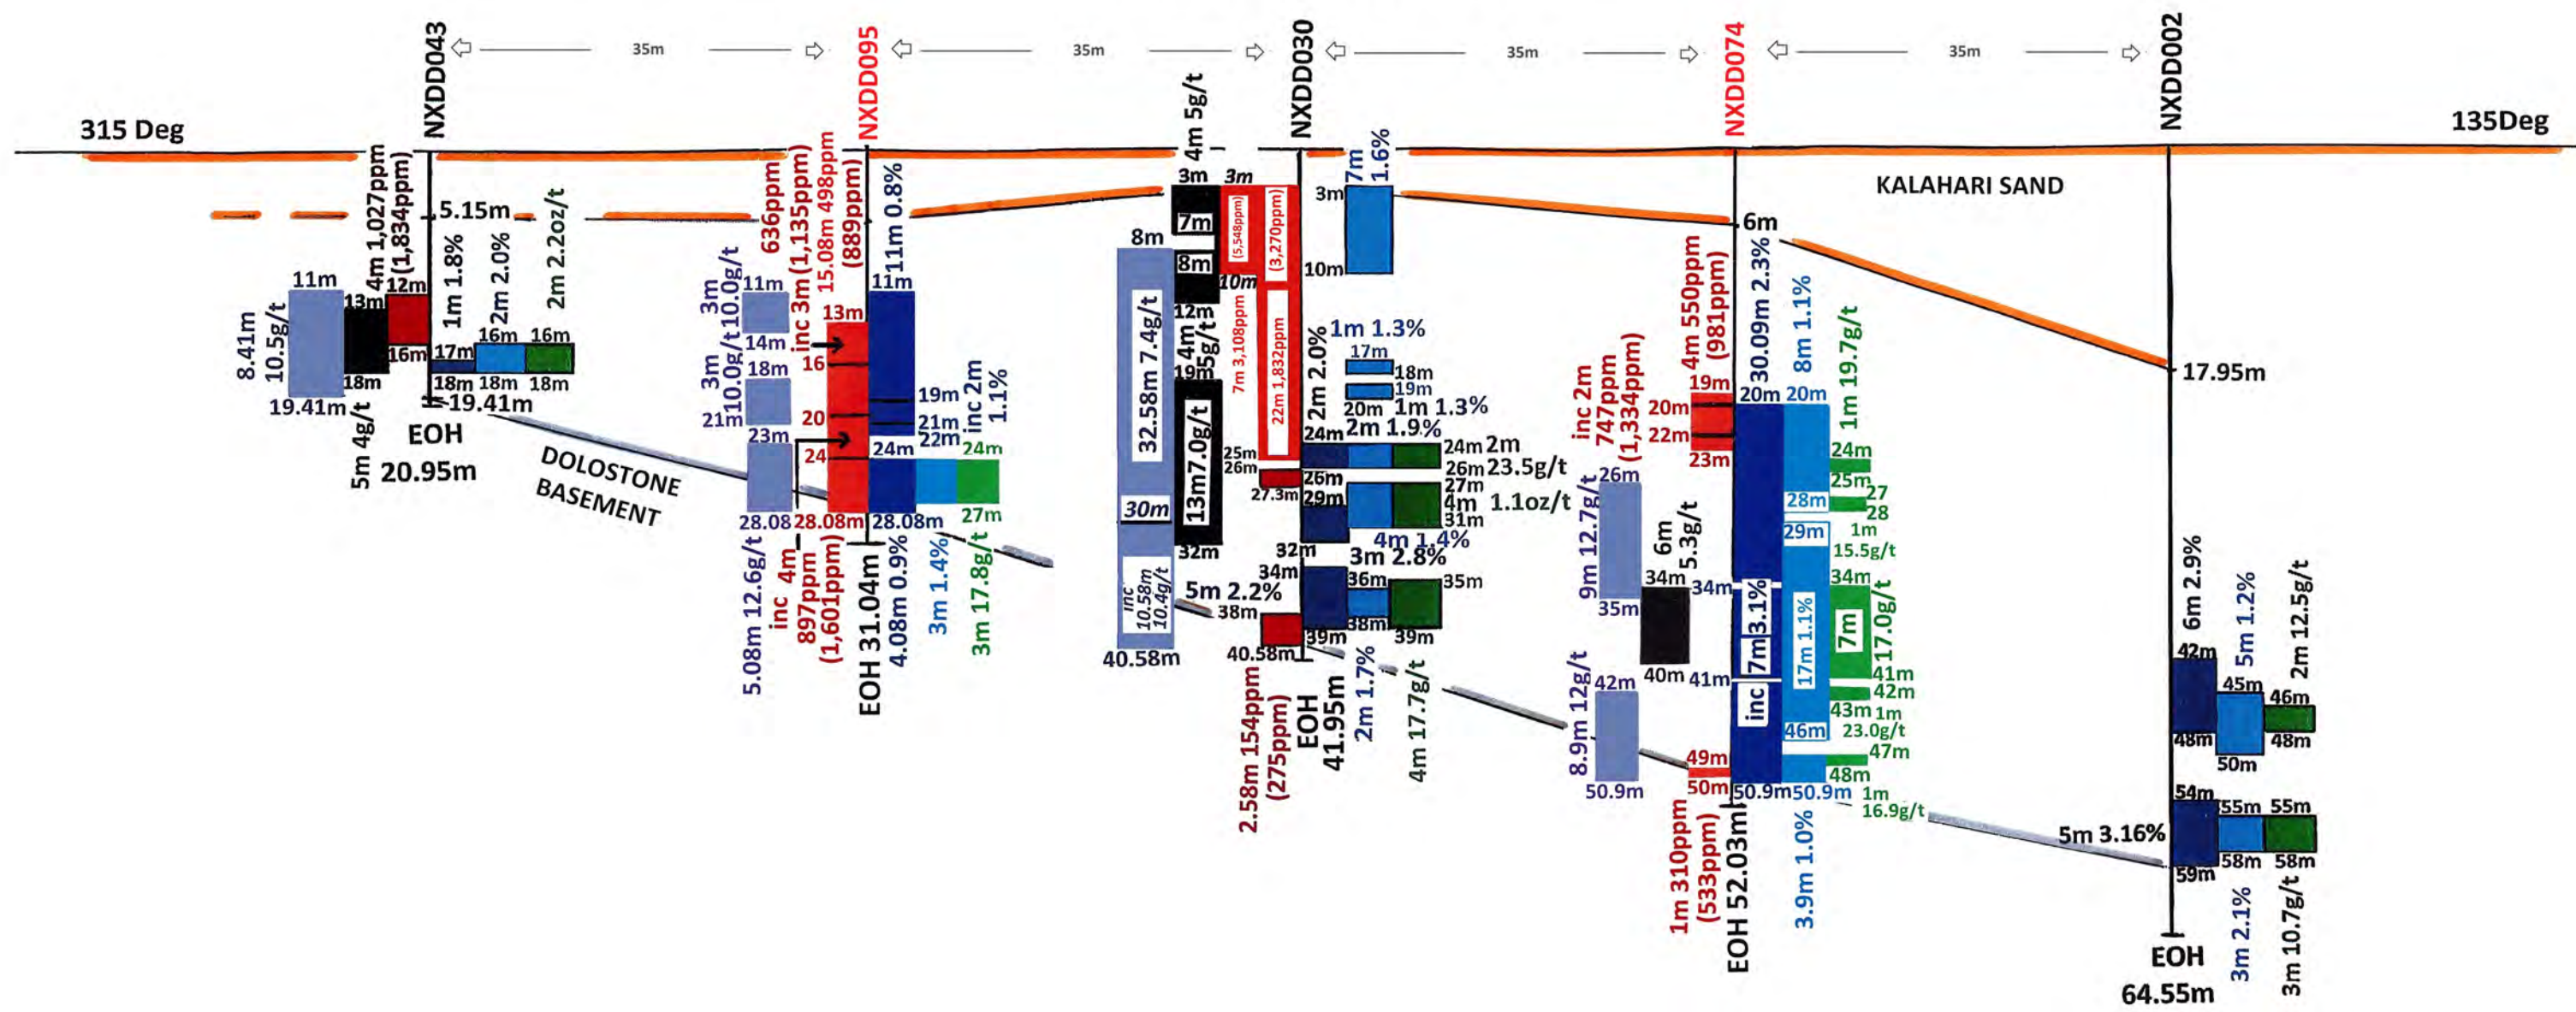 NXDD043
35m
NXDD095
35m
NXDD030
35m
NXDD074
35m
NXDD002
315 Deg
135Deg
KALAHARI SAND
DOLOSTONE
BASEMENT
8.41m
10.5g/t
11m
19.41m
13m
18m
5m 4g/t
4m 1,027ppm
(1,834ppm)
12m
16m
5.15m
1m 1.8%
17m
18m
2m 2.0%
16m
18m
2m 2.2oz/t
16m
18m
19.41m
EOH
20.95m
3m
10.0g/t
11m
14m
3m
10.0g/t
18m
21m
23m
28.08
5.08m 12.6g/t
636ppm
inc 3m (1,135ppm)
15.08m 498ppm
(889ppm)
13m
16
20
24
28.08m
inc 4m
897ppm
(1,601ppm)
11m 0.8%
11m
19m
21m
22m
inc 2m
1.1%
24m
28.08m
24m
27m
EOH 31.04m
4.08m 0.9%
3m 1.4%
3m 17.8g/t
8m
32.58m 7.4g/t
30m
inc
10.58m
10.4g/t
40.58m
4m 5g/t
3m
7m
8m
12m
4m
5g/t
19m
13m7.0g/t
32m
3m
(5,548ppm)
10m
7m 3,108ppm
(3,270ppm)
22m 1,832ppm
25m
26m
27.3m
38m
40.58m
2.58m 154ppm
(275ppm)
7m
1.6%
3m
10m
1m 1.3%
17m
18m
19m
20m
1m 1.3%
2m 2.0%
24m
2m 1.9%
24m
2m
26m
23.5g/t
26m
27m
29m
4m
1.1oz/t
31m
4m 1.4%
32m
3m 2.8%
34m
36m
35m
5m 2.2%
39m
38m
39m
EOH
41.95m
2m 1.7%
4m 17.7g/t
6m
26m
9m 12.7g/t
35m
42m
8.9m 12g/t
50.9m
inc 2m
747ppm
(1,334ppm)
6m
5.3g/t
34m
40m
4m 550ppm
(981ppm)
19m
20m
22m
23m
49m
50m
1m 310ppm
(533ppm)
30.09m 2.3%
20m
34m
7m3.1%
inc
41m
50.9m
EOH 52.03m
8m 1.1%
20m
28m
29m
17m 1.1%
46m
50.9m
3.9m 1.0%
1m 19.7g/t
24m
25m
27
28
1m
15.5g/t
34m
7m
17.0g/t
41m
42m
43m
1m
23.0g/t
47m
48m
1m
16.9g/t
17.95m
6m 2.9%
42m
48m
5m 1.2%
45m
50m
2m 12.5g/t
46m
48m
54m
5m 3.16%
59m
55m
58m
3m 2.1%
55m
58m
3m 10.7g/t
EOH
64.55m